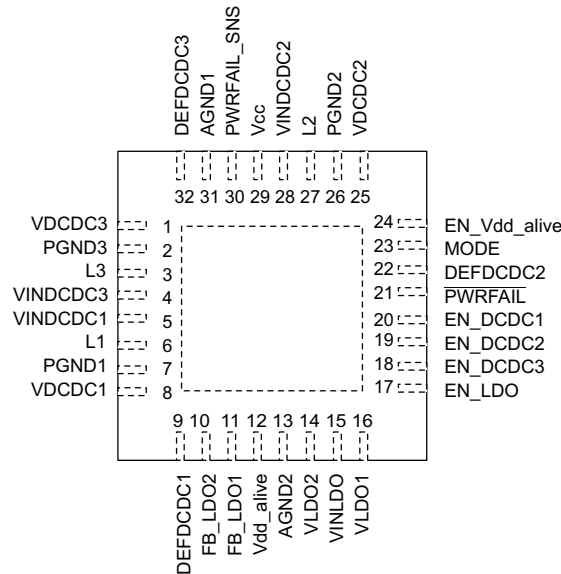 DEFDCDC3
AGND1
PWRFAIL_SNS
Vcc
VINDCDC2
L2
PGND2
VDCDC2
32 31 30 29 28 27 26 25
VDCDC3 1
PGND3 2
L3 3
VINDCDC3 4
VINDCDC1 5
L1 6
PGND1 7
VDCDC1 8
24 EN_Vdd_alive
23 MODE
22 DEFDCDC2
21 PWRFAIL
20 EN_DCDC1
19 EN_DCDC2
18 EN_DCDC3
17 EN_LDO
9 10 11 12 13 14 15 16
DEFDCDC1
FB_LDO2
FB_LDO1
Vdd_alive
AGND2
VLDO2
VINLDO
VLDO1